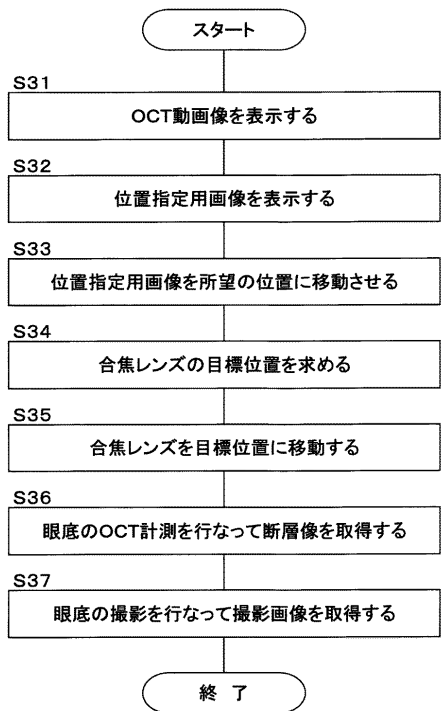 スタート
S31
OCT動画像を表示する
S32
位置指定用画像を表示する
S33
位置指定用画像を所望の位置に移動させる
S34
合焦レンズの目標位置を求める
S35
合焦レンズを目標位置に移動する
S36
眼底のOCT計測を行なって断層像を取得する
S37
眼底の撮影を行なって撮影画像を取得する
終 了